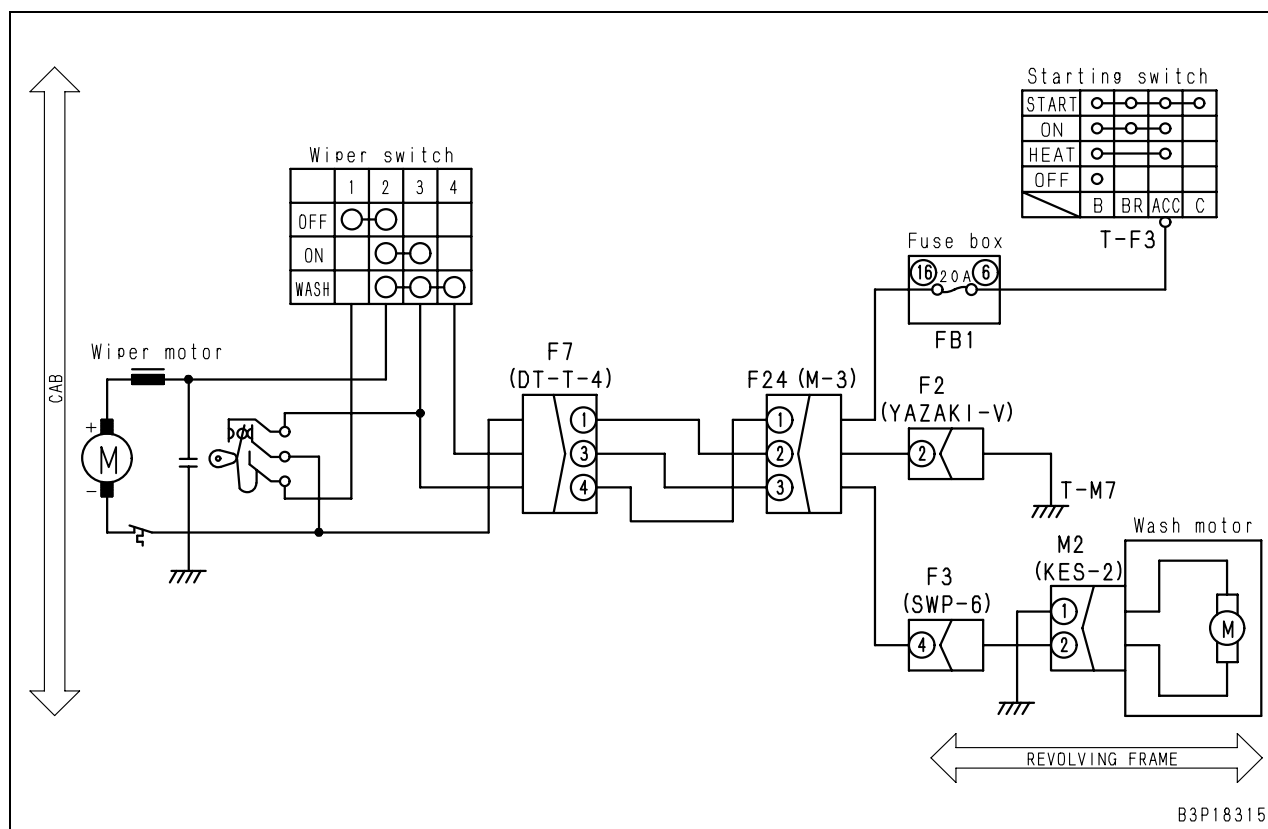 Starting switch
START
ON
HEAT
OFF
B BR ACC C
T-F3
Wiper switch
1 2 3 4
OFF
ON
WASH
Fuse box
16 20A 6
FB1
CAB
Wiper motor
+
M
-
F7
(DT-T-4)
1
3
4
F24 (M-3)
1
2
3
F2
(YAZAKI-V)
2
T-M7
F3
(SWP-6)
4
M2
(KES-2)
1
2
Wash motor
M
REVOLVING FRAME
B3P18315